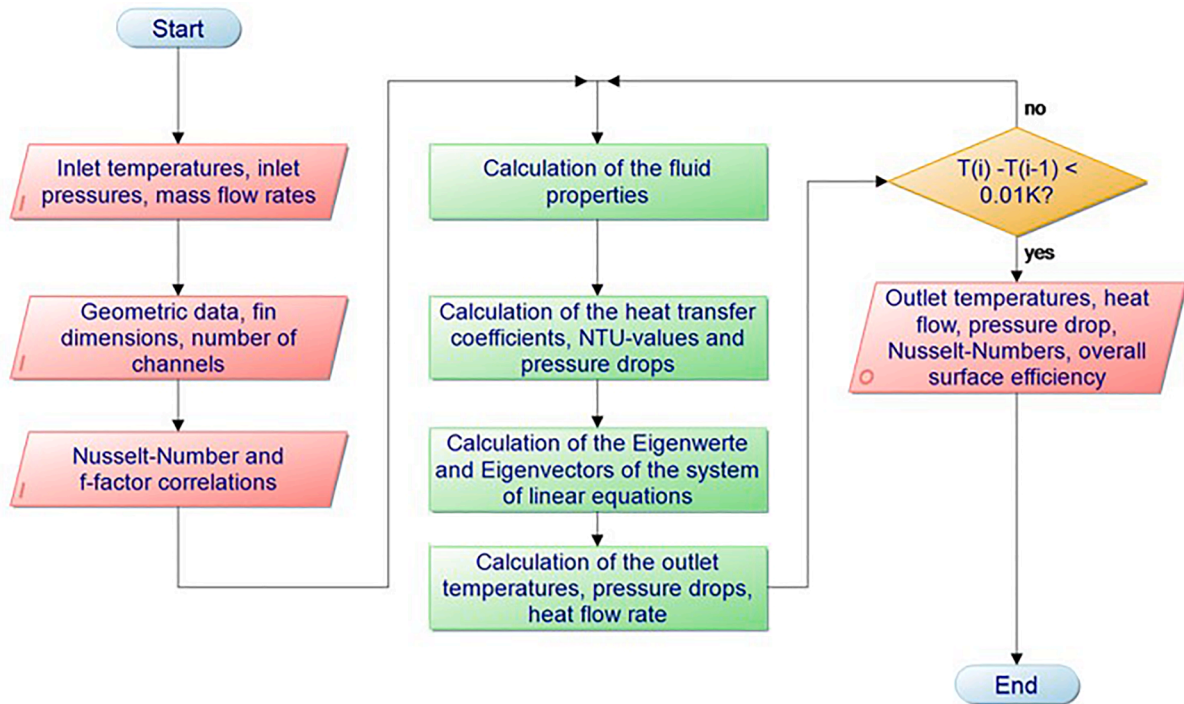 Start
Inlet temperatures, inlet
pressures, mass flow rates
I
Geometric data, fin
dimensions, number of
channels
I
Nusselt-Number and
f-factor correlations
I
Calculation of the fluid
properties
Calculation of the heat transfer
coefficients, NTU-values and
pressure drops
Calculation of the Eigenwerte
and Eigenvectors of the system
of linear equations
Calculation of the outlet
temperatures, pressure drops,
heat flow rate
no
T(i) -T(i-1) <
0.01K?
yes
Outlet temperatures, heat
flow, pressure drop,
Nusselt-Numbers, overall
surface efficiency
O
End